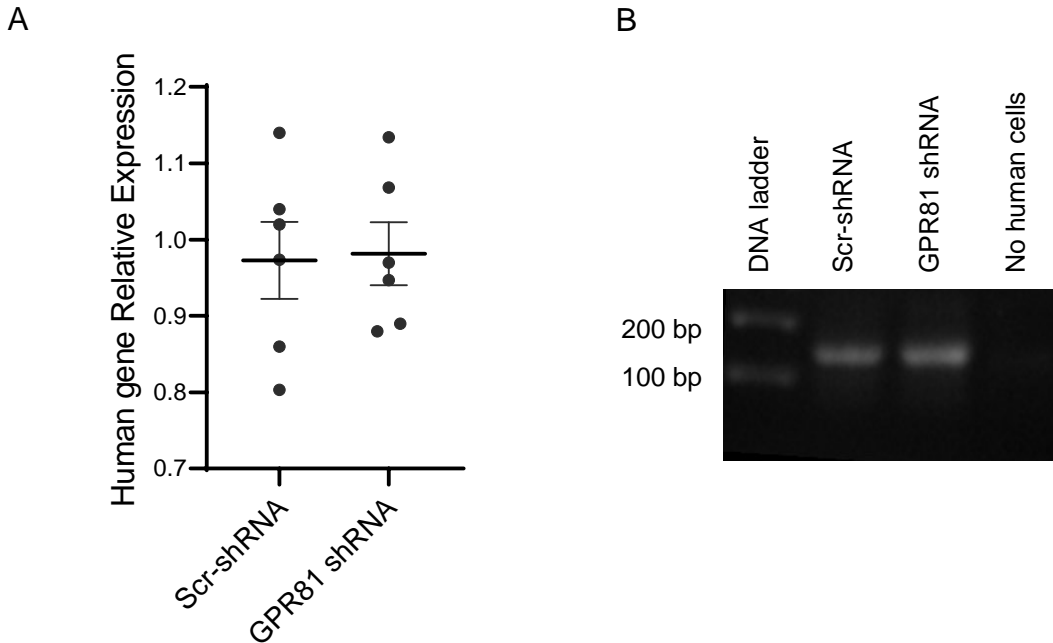 A
Human gene Relative Expression
1.2
1.1
1.0
0.9
0.8
0.7
Scr-shRNA
GPR81 shRNA
B
DNA ladder
Scr-shRNA
GPR81 shRNA
No human cells
200 bp
100 bp